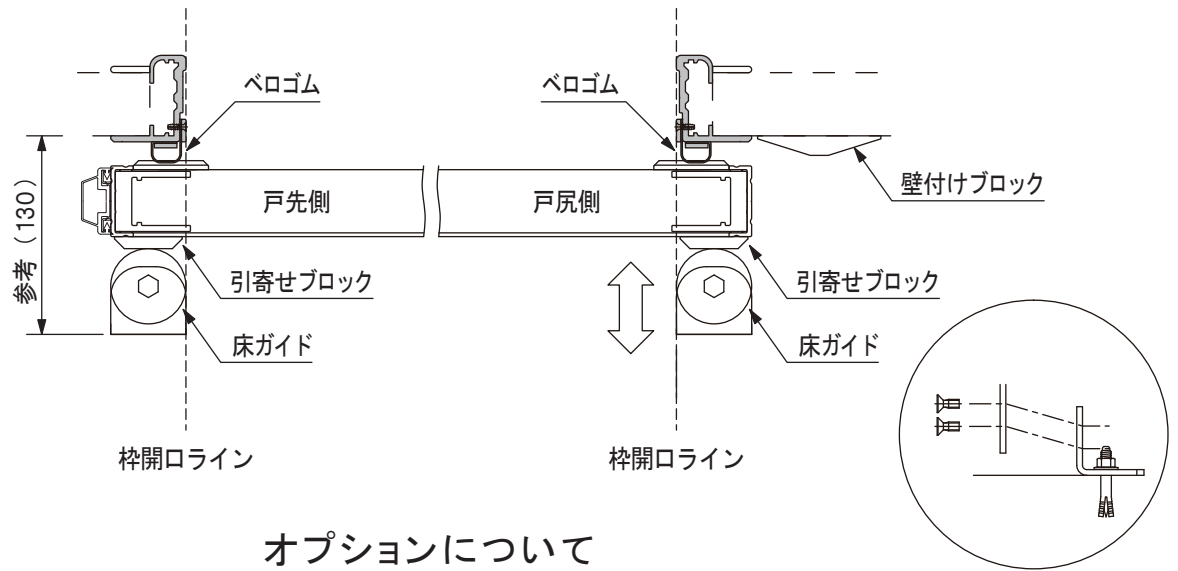 ベロゴム
ベロゴム
壁付けブロック
戸先側
戸尻側
参考（130）
引寄せブロック
引寄せブロック
床ガイド
床ガイド
枠開口ライン
枠開口ライン
オプションについて